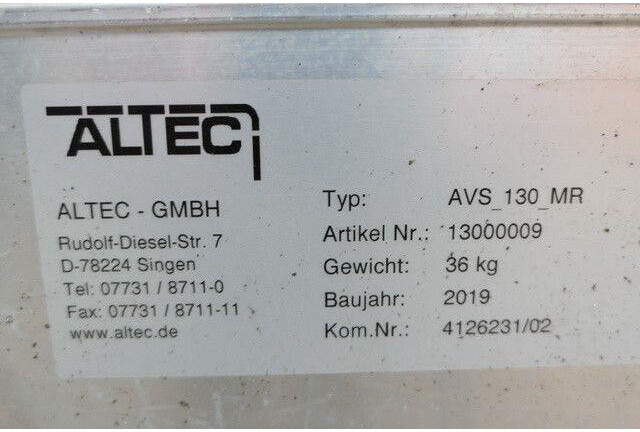 ALTEC
ALTEC - GMBH
Rudolf-Diesel-Str. 7
D-78224 Singen
Tel: 07731 / 8711-0
Fax: 07731 / 8711-11
www.altec.de
Typ: AVS_130_MR
Artikel Nr.: 13000009
Gewicht: 36 kg
Baujahr: 2019
Kom.Nr.: 4126231/02